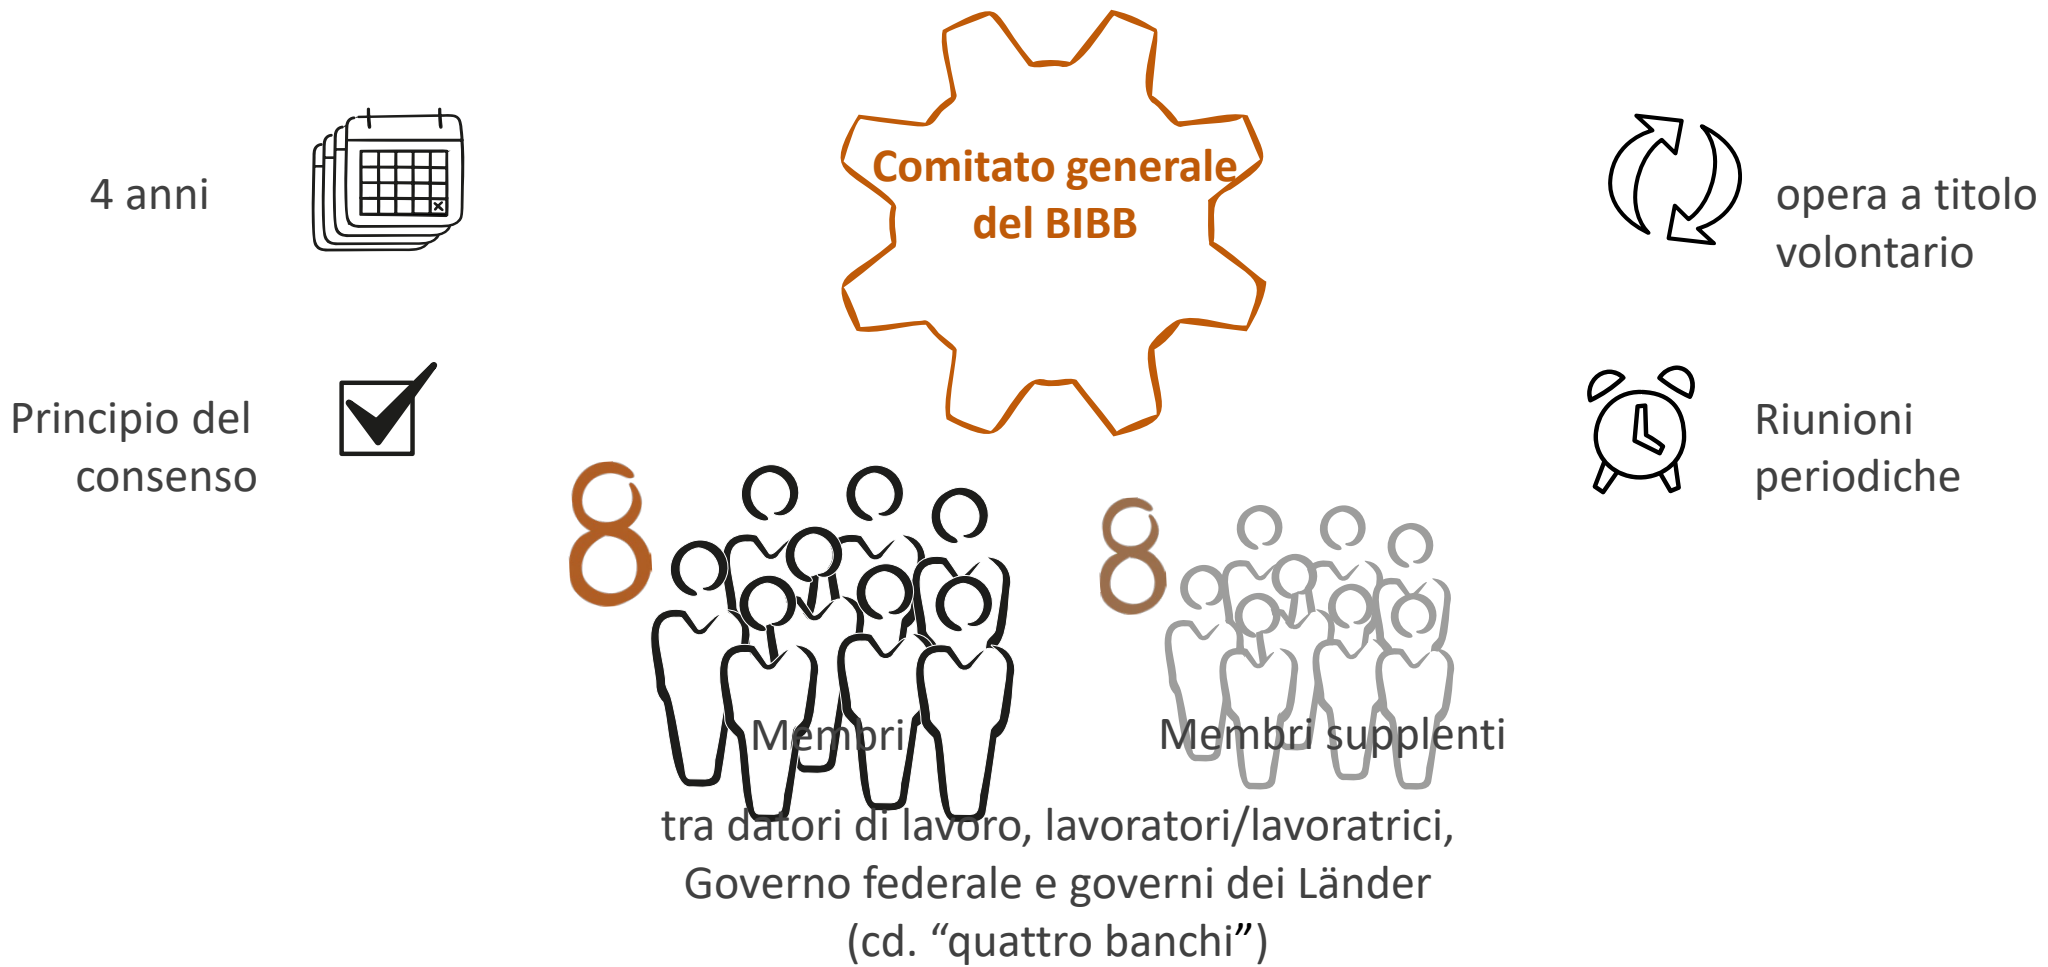 Comitato generale
del BIBB
4 anni
opera a titolo
volontario
Principio del
consenso
Riunioni
periodiche
8
8
Membri
Membri supplenti
tra datori di lavoro, lavoratori/lavoratrici,
Governo federale e governi dei Länder
(cd. “quattro banchi”)